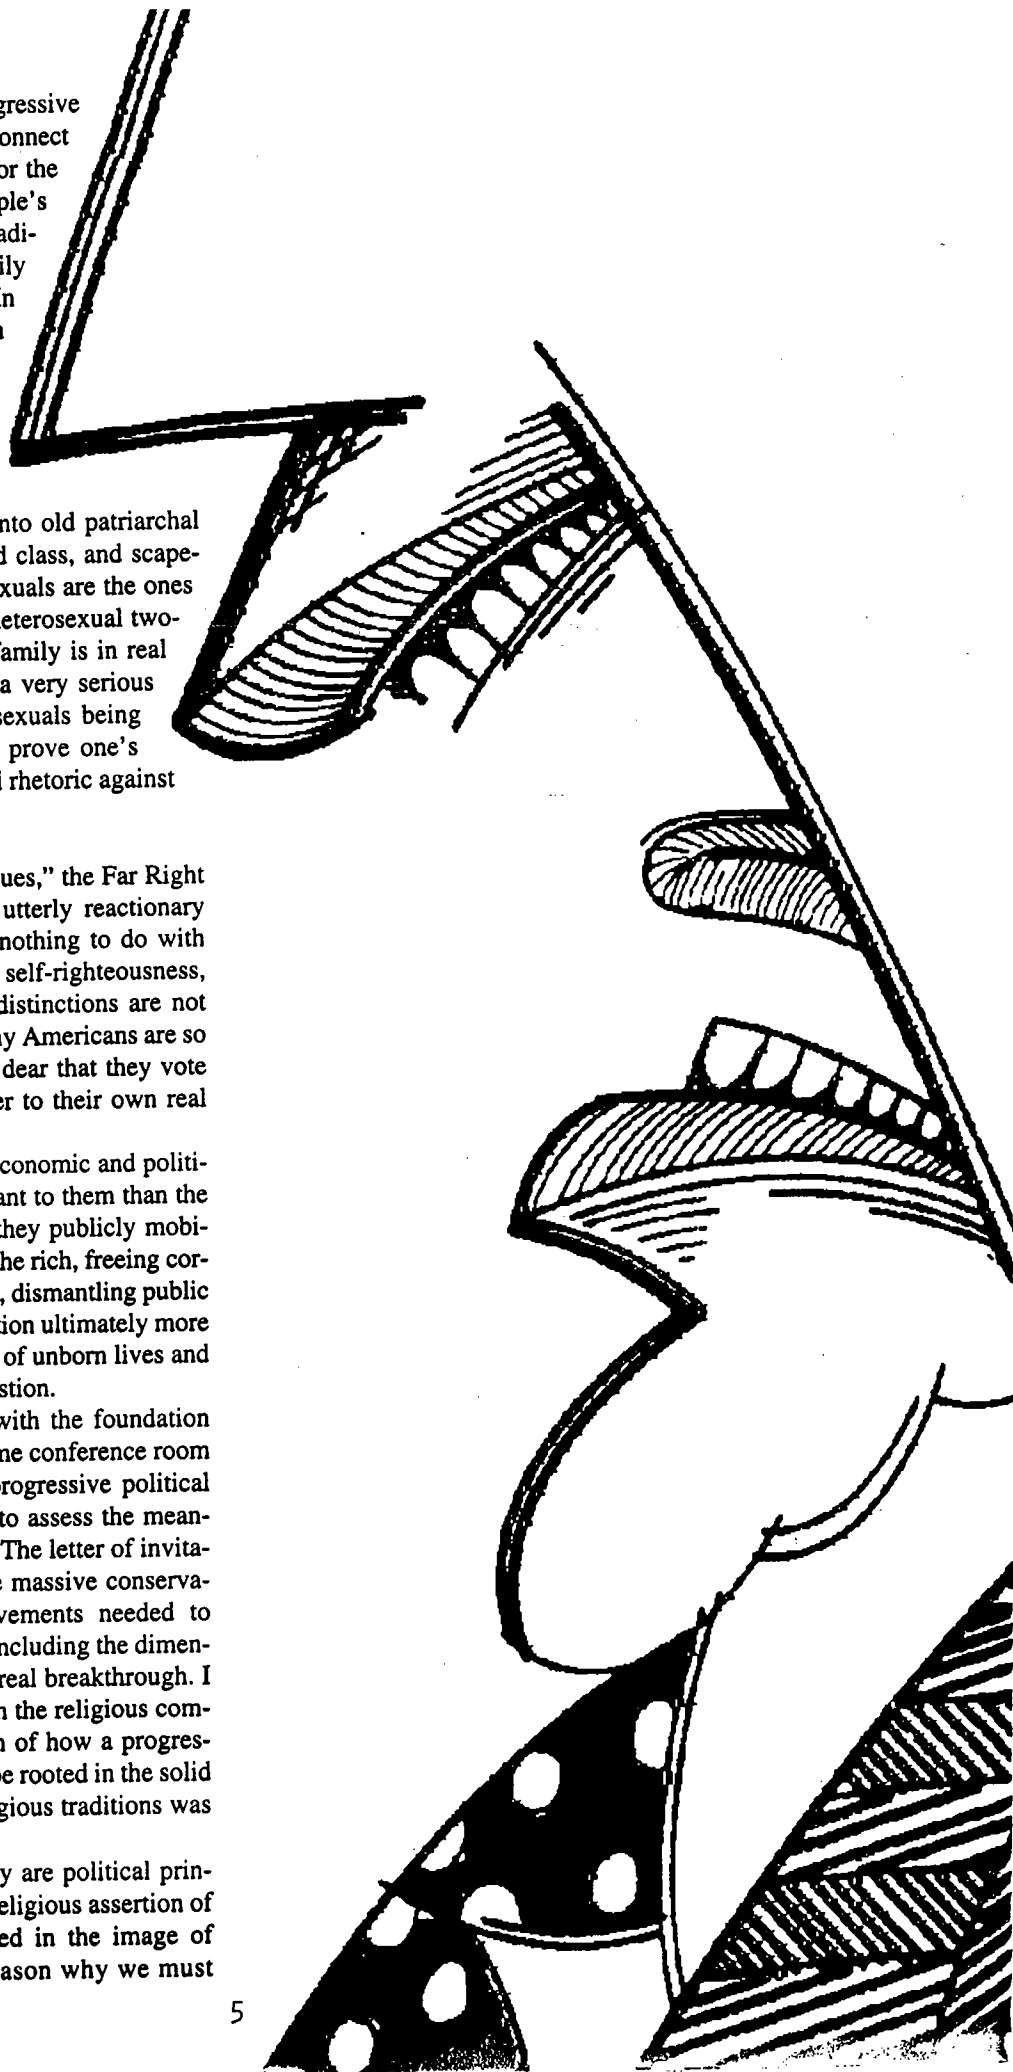 gressive
onnect
or the
ple's
adi-
ily
In
a
nto old patriarchal
d class, and scape-
xuals are the ones
eterosexual two-
family is in real
a very serious
sexuals being
prove one's
l rhetoric against
ues," the Far Right
utterly reactionary
nothing to do with
self-righteousness,
distinctions are not
ny Americans are so
dear that they vote
er to their own real
conomic and politi-
ant to them than the
they publicly mobi-
he rich, freeing cor-
, dismantling public
tion ultimately more
of unborn lives and
stion.
with the foundation
me conference room
progressive political
to assess the mean-
The letter of invita-
e massive conserva-
vements needed to
ncluding the dimen-
real breakthrough. I
n the religious com-
n of how a progres-
be rooted in the solid
gious traditions was
y are political prin-
eligious assertion of
ed in the image of
ason why we must
5